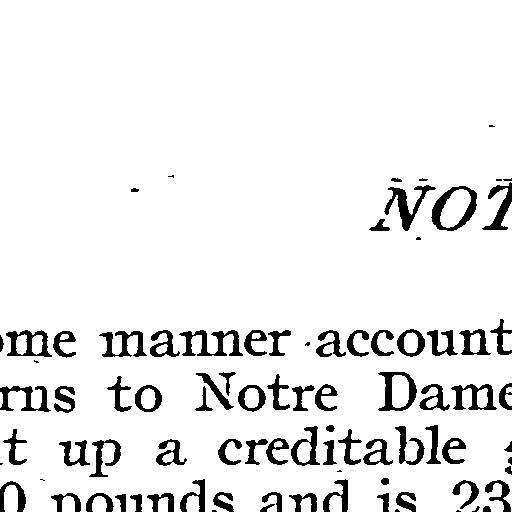 NOT
ome manner account
rns to Notre Dame
t up a creditable
0 pounds and is 23